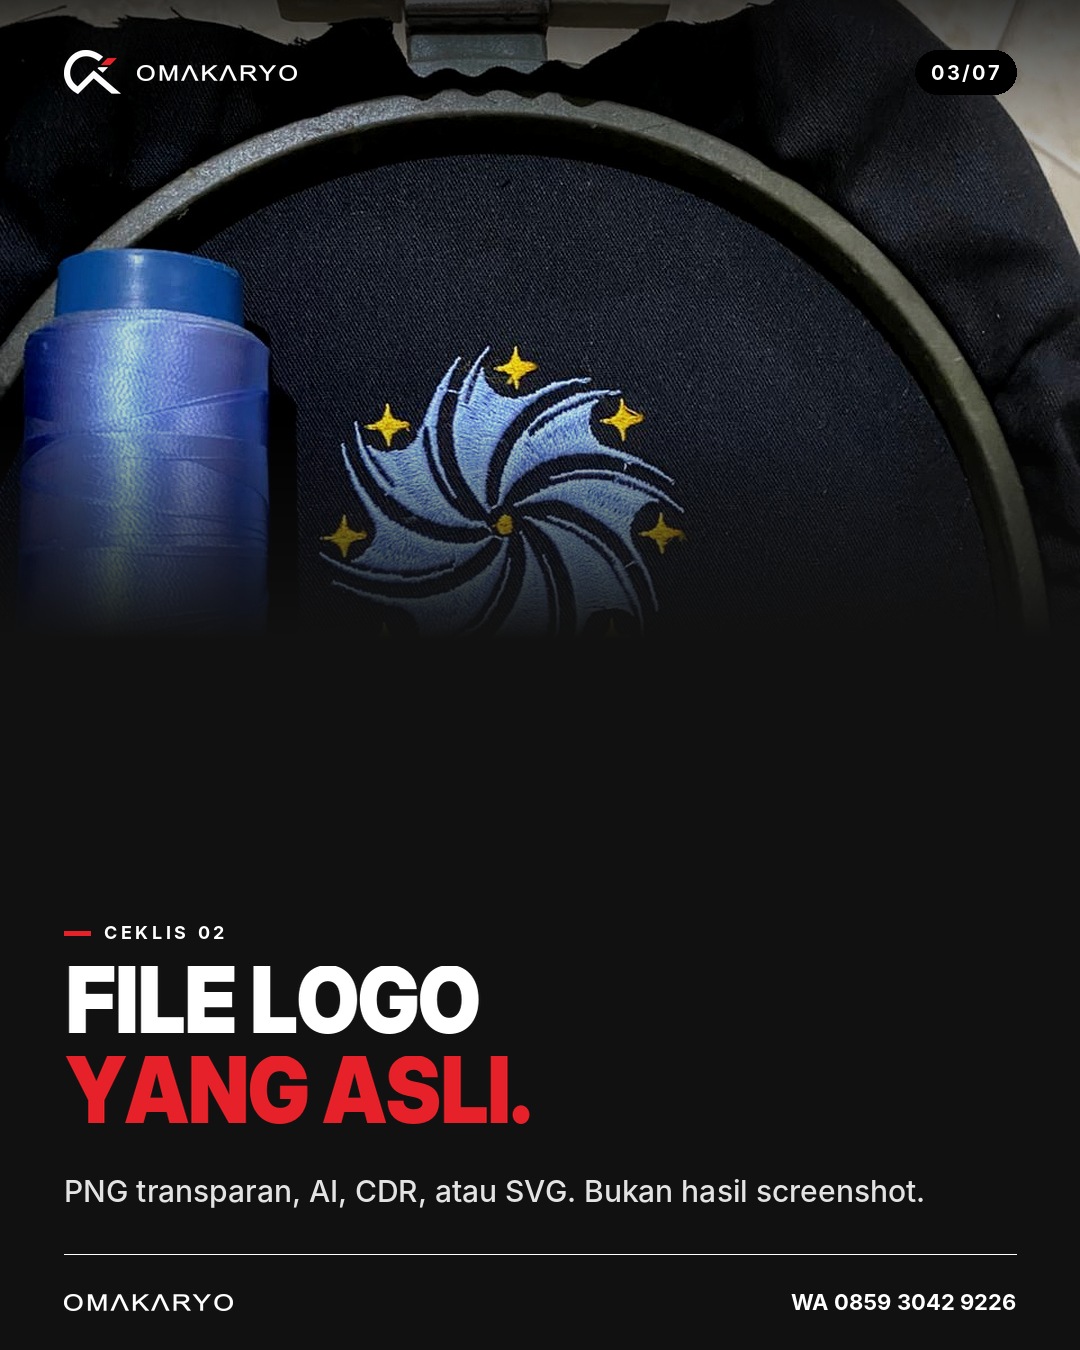 OMAKARYO
03/07
CEKLIS 02
FILE LOGO
YANG ASLI.
PNG transparan, AI, CDR, atau SVG. Bukan hasil screenshot.
OMAKARYO
WA 0859 3042 9226